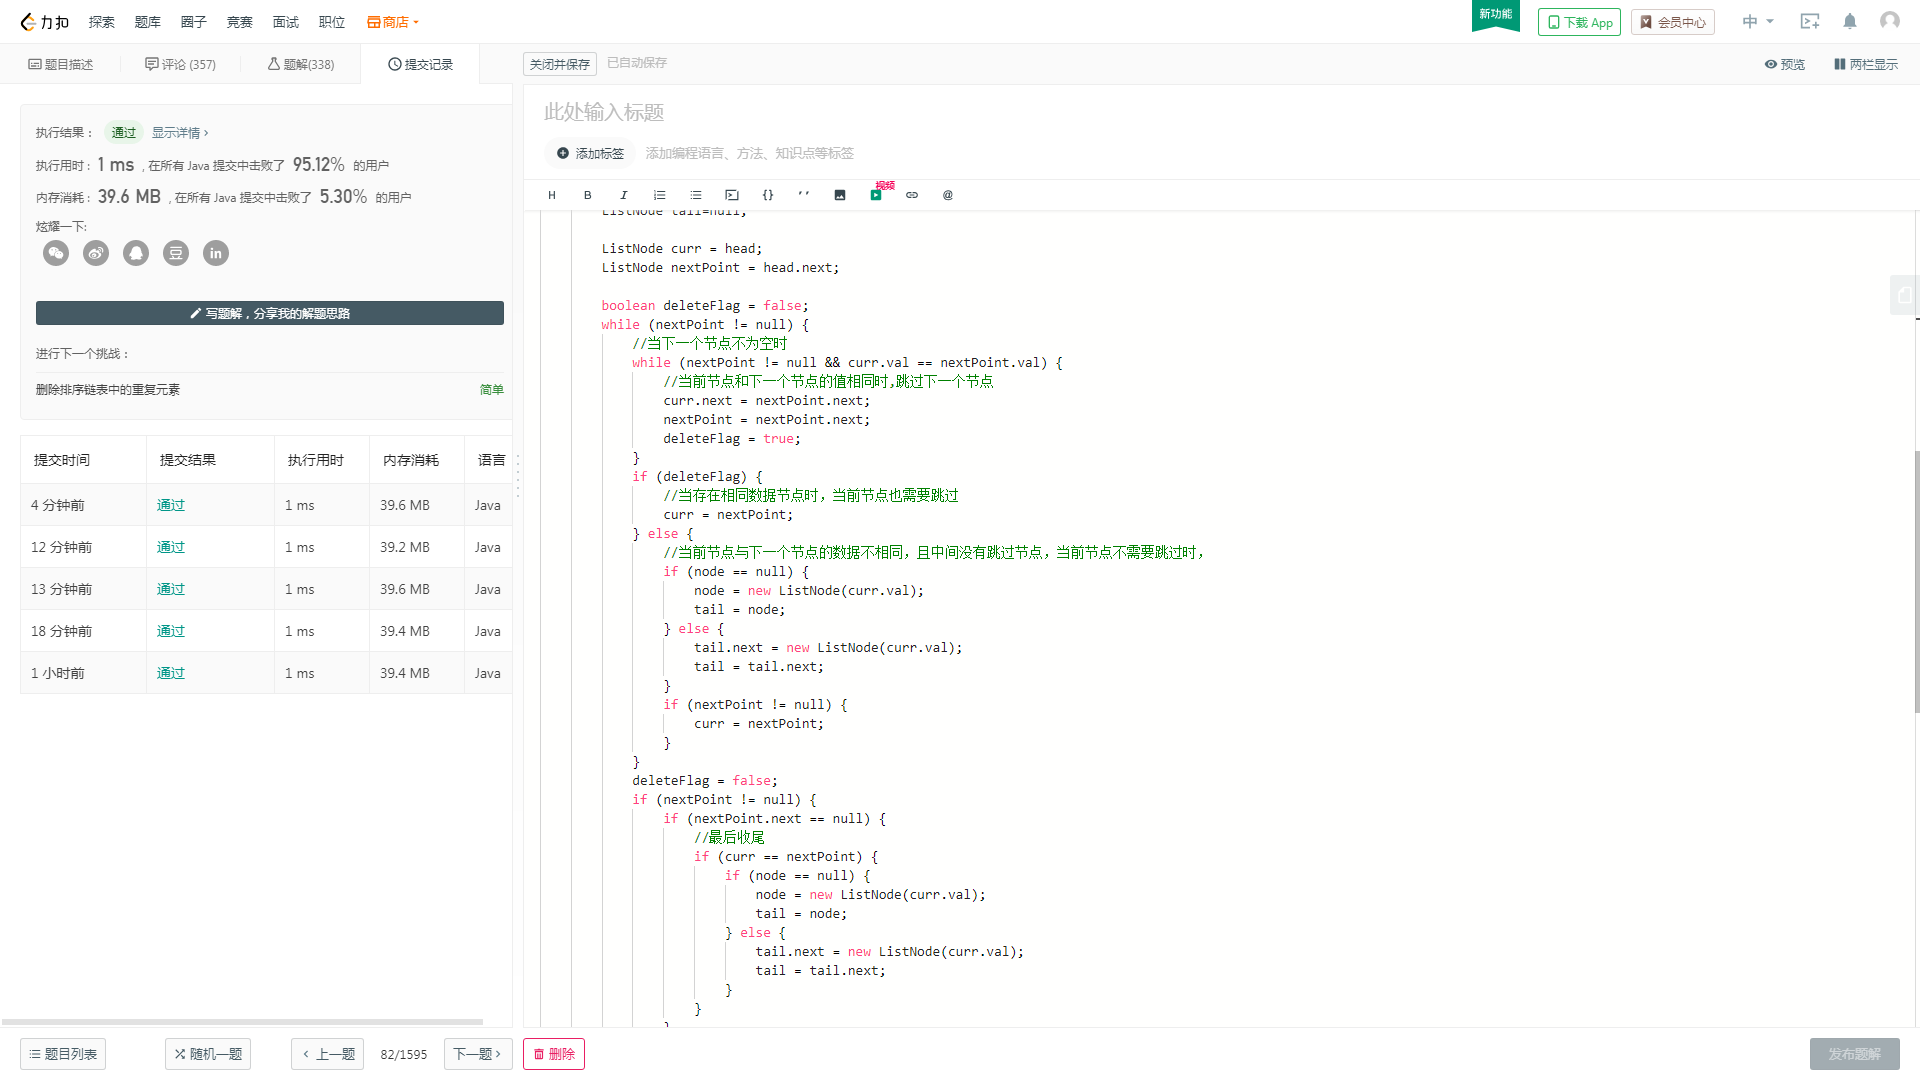 力扣 探索 题库 圈子 竞赛 面试 职位 商店 新功能 下载 App 会员中心 中
题目描述 评论 (357) 题解(338) 提交记录 关闭并保存 已自动保存 预览 两栏显示
执行结果： 通过 显示详情 ›
执行用时 : 1 ms , 在所有 Java 提交中击败了 95.12% 的用户
内存消耗 : 39.6 MB , 在所有 Java 提交中击败了 5.30% 的用户
炫耀一下:
豆 in
写题解，分享我的解题思路
进行下一个挑战：
删除排序链表中的重复元素 简单
提交时间 提交结果 执行用时 内存消耗 语言
4 分钟前 通过 1 ms 39.6 MB Java
12 分钟前 通过 1 ms 39.2 MB Java
13 分钟前 通过 1 ms 39.6 MB Java
18 分钟前 通过 1 ms 39.4 MB Java
1 小时前 通过 1 ms 39.4 MB Java
此处输入标题
添加标签 添加编程语言、方法、知识点等标签
H B I {} ′′ 视频 @
ListNode tail=null;
ListNode curr = head;
ListNode nextPoint = head.next;
boolean deleteFlag = false;
while (nextPoint != null) {
//当下一个节点不为空时
while (nextPoint != null && curr.val == nextPoint.val) {
//当前节点和下一个节点的值相同时,跳过下一个节点
curr.next = nextPoint.next;
nextPoint = nextPoint.next;
deleteFlag = true;
}
if (deleteFlag) {
//当存在相同数据节点时，当前节点也需要跳过
curr = nextPoint;
} else {
//当前节点与下一个节点的数据不相同，且中间没有跳过节点，当前节点不需要跳过时，
if (node == null) {
node = new ListNode(curr.val);
tail = node;
} else {
tail.next = new ListNode(curr.val);
tail = tail.next;
}
if (nextPoint != null) {
curr = nextPoint;
}
}
deleteFlag = false;
if (nextPoint != null) {
if (nextPoint.next == null) {
//最后收尾
if (curr == nextPoint) {
if (node == null) {
node = new ListNode(curr.val);
tail = node;
} else {
tail.next = new ListNode(curr.val);
tail = tail.next;
}
}
}
题目列表 随机一题 ‹ 上一题 82/1595 下一题 › 删除 发布题解